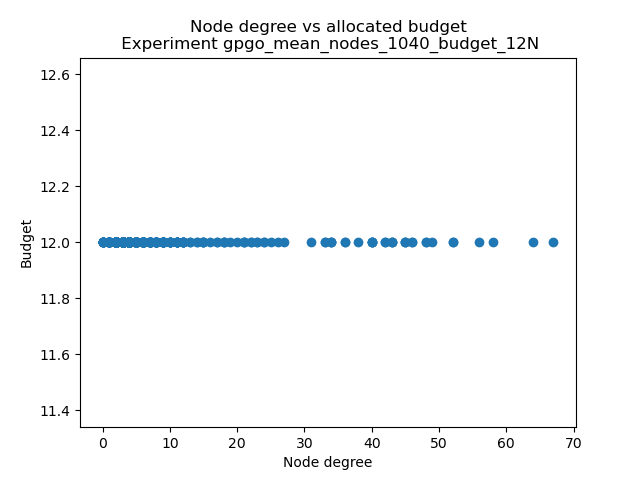 Node degree vs allocated budget
Experiment gpgo_mean_nodes_1040_budget_12N
12.6
12.4
12.2
12.0
11.8
11.6
11.4
Budget
0 10 20 30 40 50 60 70
Node degree